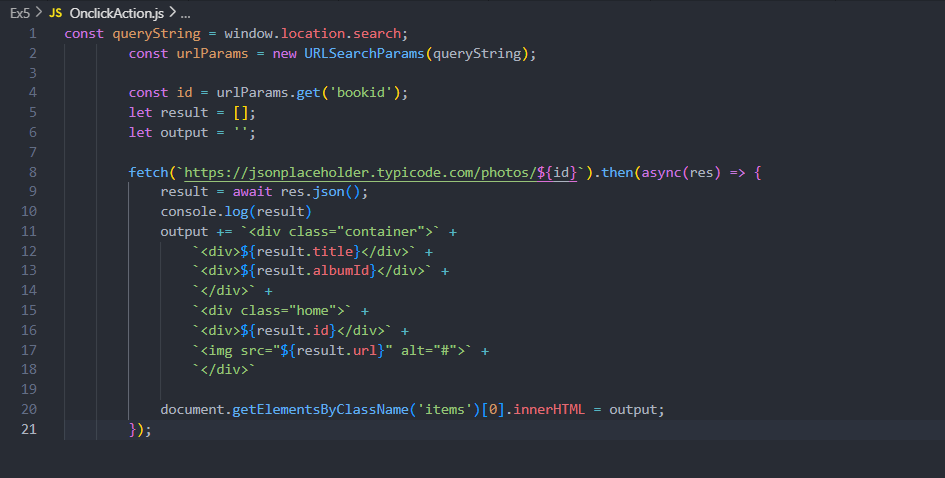 Ex5 > JS OnclickAction.js > ...
1 const queryString = window.location.search;
2 const urlParams = new URLSearchParams(queryString);
3
4 const id = urlParams.get('bookid');
5 let result = [];
6 let output = '';
7
8 fetch(`https://jsonplaceholder.typicode.com/photos/${id}`).then(async(res) => {
9 result = await res.json();
10 console.log(result)
11 output += `<div class="container">` +
12 `<div>${result.title}</div>` +
13 `<div>${result.albumId}</div>` +
14 `</div>` +
15 `<div class="home">` +
16 `<div>${result.id}</div>` +
17 `<img src="${result.url}" alt="#">` +
18 `</div>`
19
20 document.getElementsByClassName('items')[0].innerHTML = output;
21 });